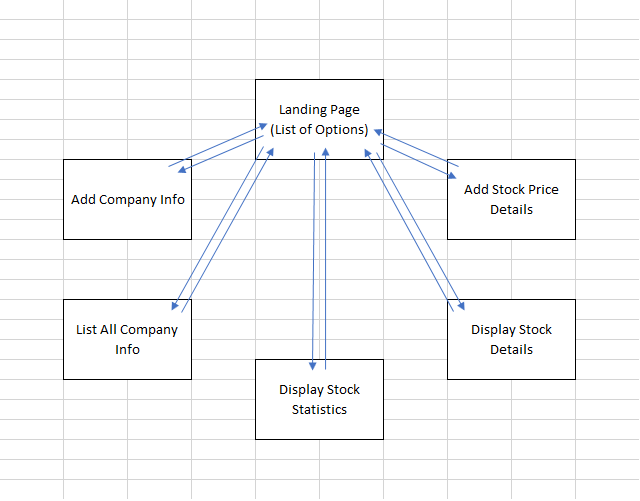 Landing Page
(List of Options)
Add Company Info
Add Stock Price
Details
List All Company
Info
Display Stock
Details
Display Stock
Statistics